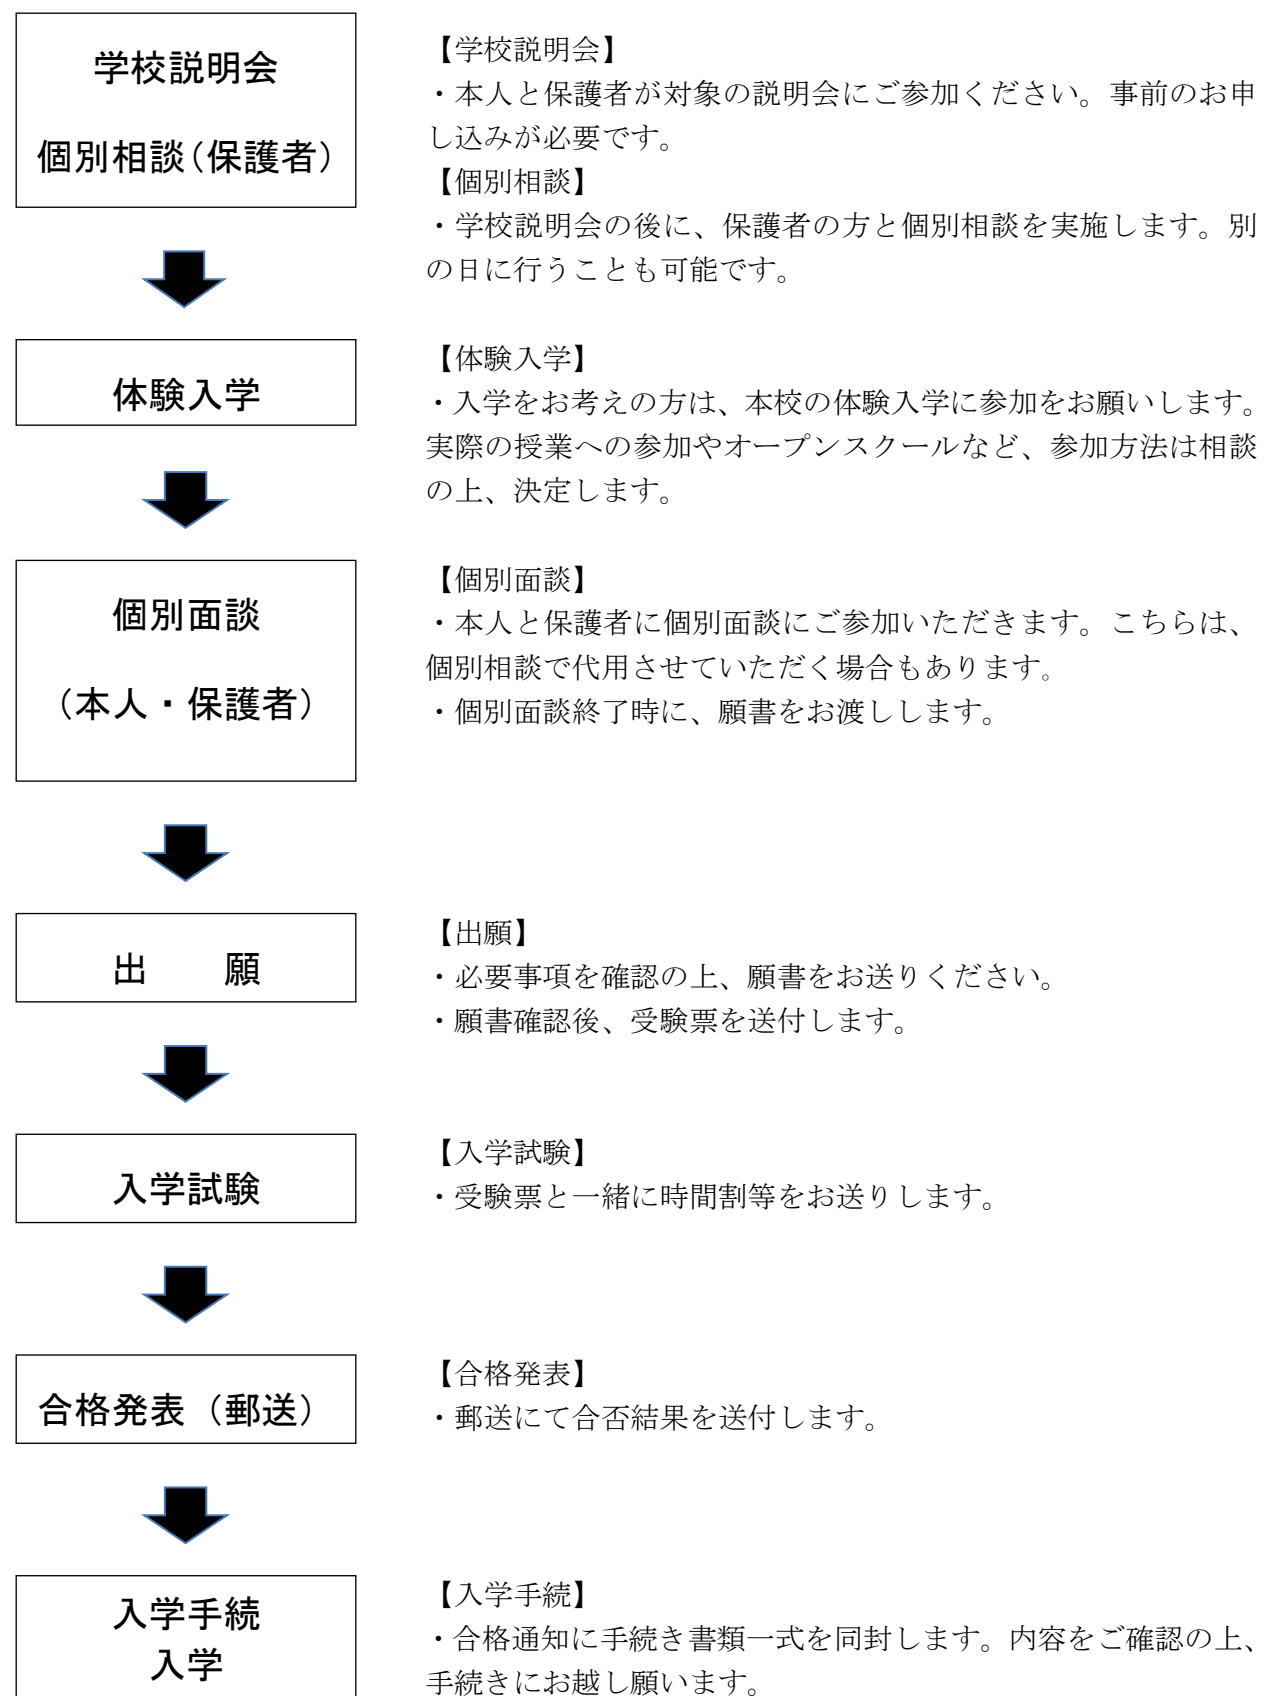 学校説明会
個別相談(保護者)
【学校説明会】
・本人と保護者が対象の説明会にご参加ください。事前のお申
し込みが必要です。
【個別相談】
・学校説明会の後に、保護者の方と個別相談を実施します。別
の日に行うことも可能です。
体験入学
【体験入学】
・入学をお考えの方は、本校の体験入学に参加をお願いします。
実際の授業への参加やオープンスクールなど、参加方法は相談
の上、決定します。
個別面談
（本人・保護者）
【個別面談】
・本人と保護者に個別面談にご参加いただきます。こちらは、
個別相談で代用させていただく場合もあります。
・個別面談終了時に、願書をお渡しします。
出　　願
【出願】
・必要事項を確認の上、願書をお送りください。
・願書確認後、受験票を送付します。
入学試験
【入学試験】
・受験票と一緒に時間割等をお送りします。
合格発表（郵送）
【合格発表】
・郵送にて合否結果を送付します。
入学手続
入学
【入学手続】
・合格通知に手続き書類一式を同封します。内容をご確認の上、
手続きにお越し願います。